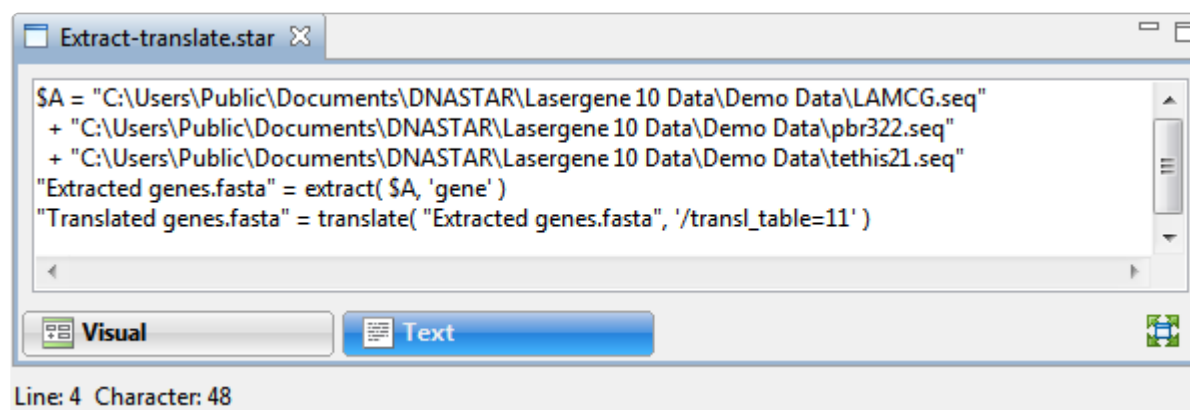 Extract-translate.star
$A = "C:\Users\Public\Documents\DNASTAR\Lasergene 10 Data\Demo Data\LAMCG.seq"
+ "C:\Users\Public\Documents\DNASTAR\Lasergene 10 Data\Demo Data\pbr322.seq"
+ "C:\Users\Public\Documents\DNASTAR\Lasergene 10 Data\Demo Data\tethis21.seq"
"Extracted genes.fasta" = extract( $A, 'gene' )
"Translated genes.fasta" = translate( "Extracted genes.fasta", '/transl_table=11' )
Visual
Text
Line: 4 Character: 48